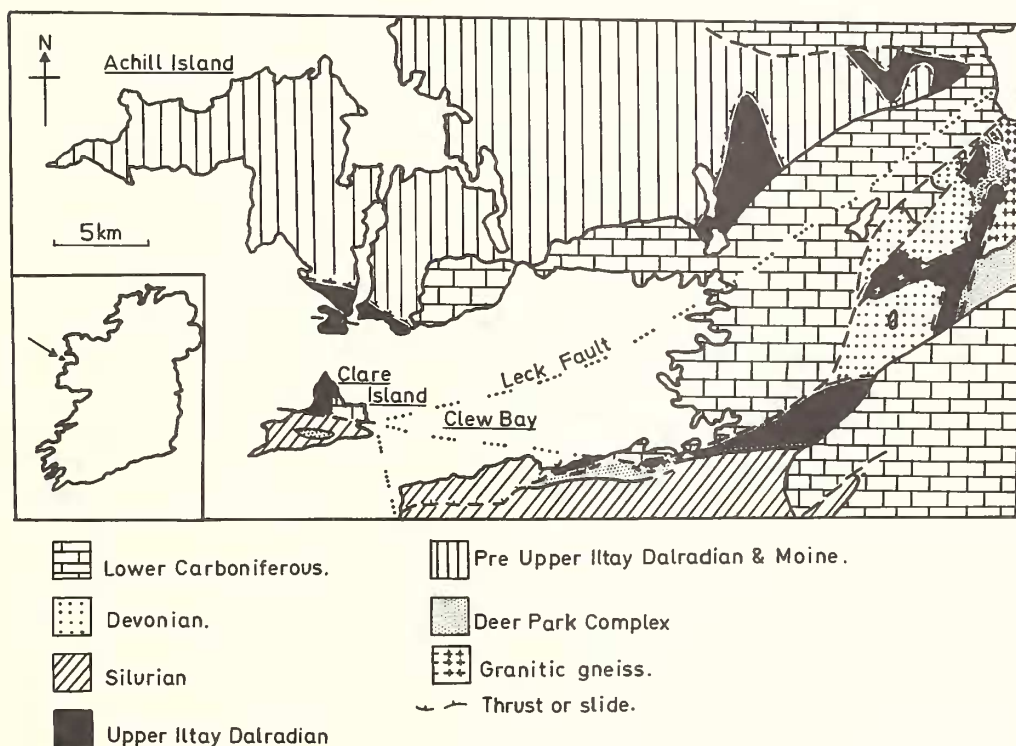 N
Achill Island
5km
Leck Fault
Clare
Island
Clew Bay
Lower Carboniferous.
Devonian.
Silurian
Upper Iltay Dalradian
Pre Upper Iltay Dalradian & Moine.
Deer Park Complex
Granitic gneiss.
Thrust or slide.